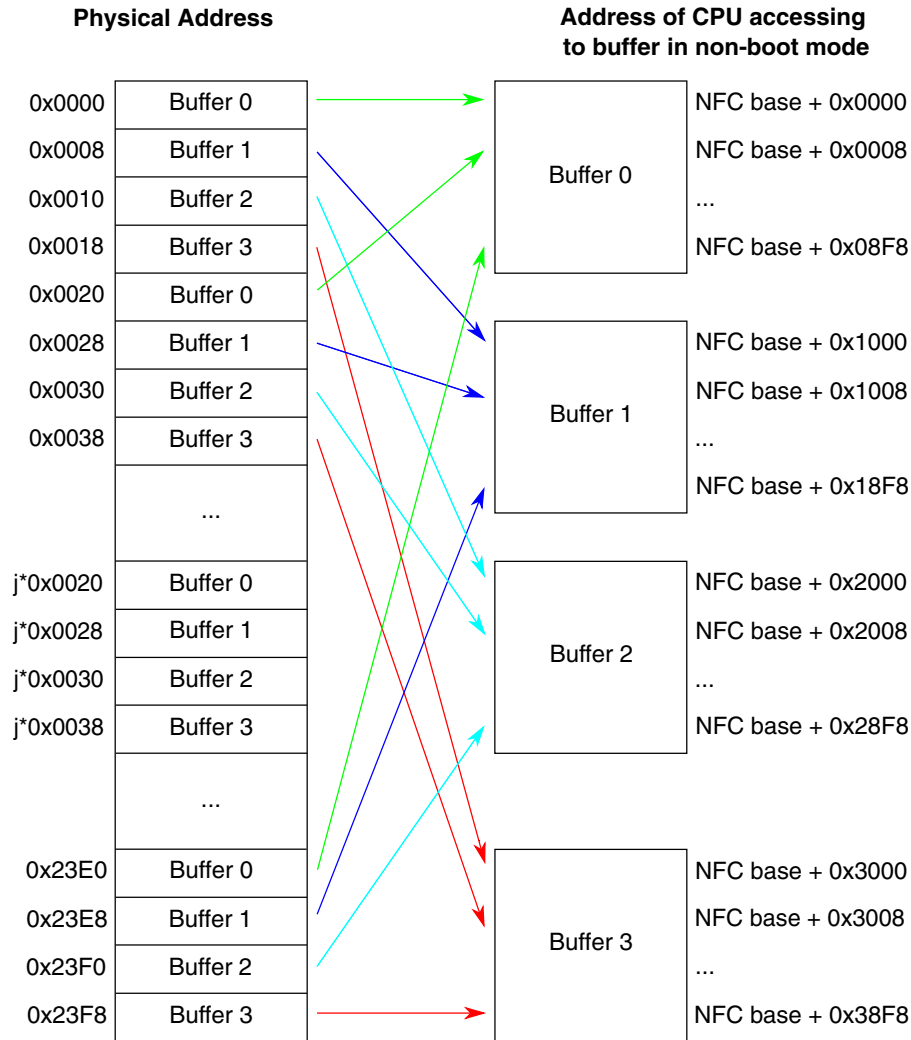 Physical Address
Address of CPU accessing
to buffer in non-boot mode
0x0000
Buffer 0
0x0008
Buffer 1
0x0010
Buffer 2
0x0018
Buffer 3
0x0020
Buffer 0
0x0028
Buffer 1
0x0030
Buffer 2
0x0038
Buffer 3
...
j*0x0020
Buffer 0
j*0x0028
Buffer 1
j*0x0030
Buffer 2
j*0x0038
Buffer 3
...
0x23E0
Buffer 0
0x23E8
Buffer 1
0x23F0
Buffer 2
0x23F8
Buffer 3
Buffer 0
NFC base + 0x0000
NFC base + 0x0008
...
NFC base + 0x08F8
Buffer 1
NFC base + 0x1000
NFC base + 0x1008
...
NFC base + 0x18F8
Buffer 2
NFC base + 0x2000
NFC base + 0x2008
...
NFC base + 0x28F8
Buffer 3
NFC base + 0x3000
NFC base + 0x3008
...
NFC base + 0x38F8